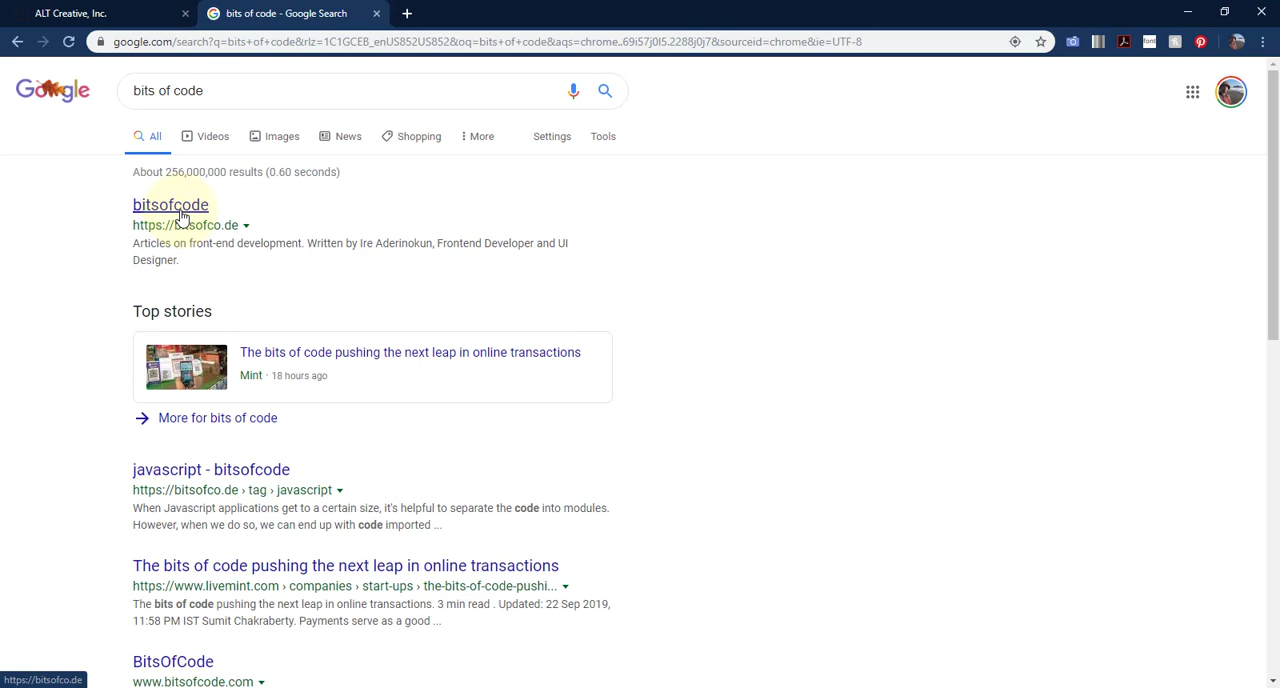 ALT Creative, Inc.
bits of code - Google Search
google.com/search?q=bits+of+code&rlz=1C1GCEB_enUS852US852&oq=bits+of+code&aqs=chrome..69i57j0l5.2288j0j7&sourceid=chrome&ie=UTF-8
Google
bits of code
All
Videos
Images
News
Shopping
More
Settings
Tools
About 256,000,000 results (0.60 seconds)
bitsofcode
https://bitsofco.de
Articles on front-end development. Written by Ire Aderinokun, Frontend Developer and UI
Designer.
Top stories
The bits of code pushing the next leap in online transactions
Mint · 18 hours ago
More for bits of code
javascript - bitsofcode
https://bitsofco.de › tag › javascript
When Javascript applications get to a certain size, it's helpful to separate the code into modules.
However, when we do so, we can end up with code imported ...
The bits of code pushing the next leap in online transactions
https://www.livemint.com › companies › start-ups › the-bits-of-code-pushi...
The bits of code pushing the next leap in online transactions. 3 min read . Updated: 22 Sep 2019,
11:58 PM IST Sumit Chakraberty. Payments serve as a good ...
BitsOfCode
www.bitsofcode.com
https://bitsofco.de